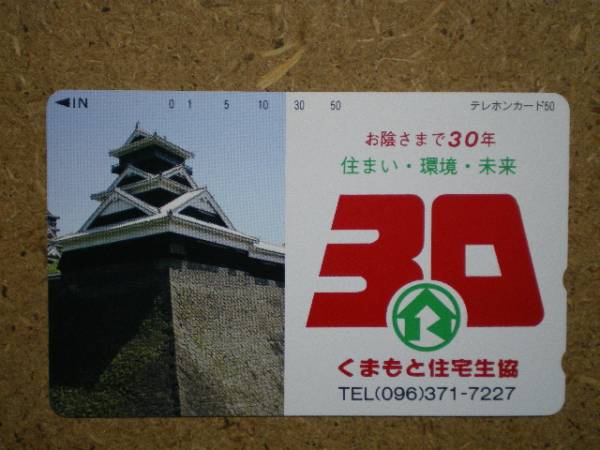 ◀IN 0 1 5 10 30 50 テレホンカード50
お陰さまで30年
住まい・環境・未来
30
くまもと住宅生協
TEL(096)371-7227